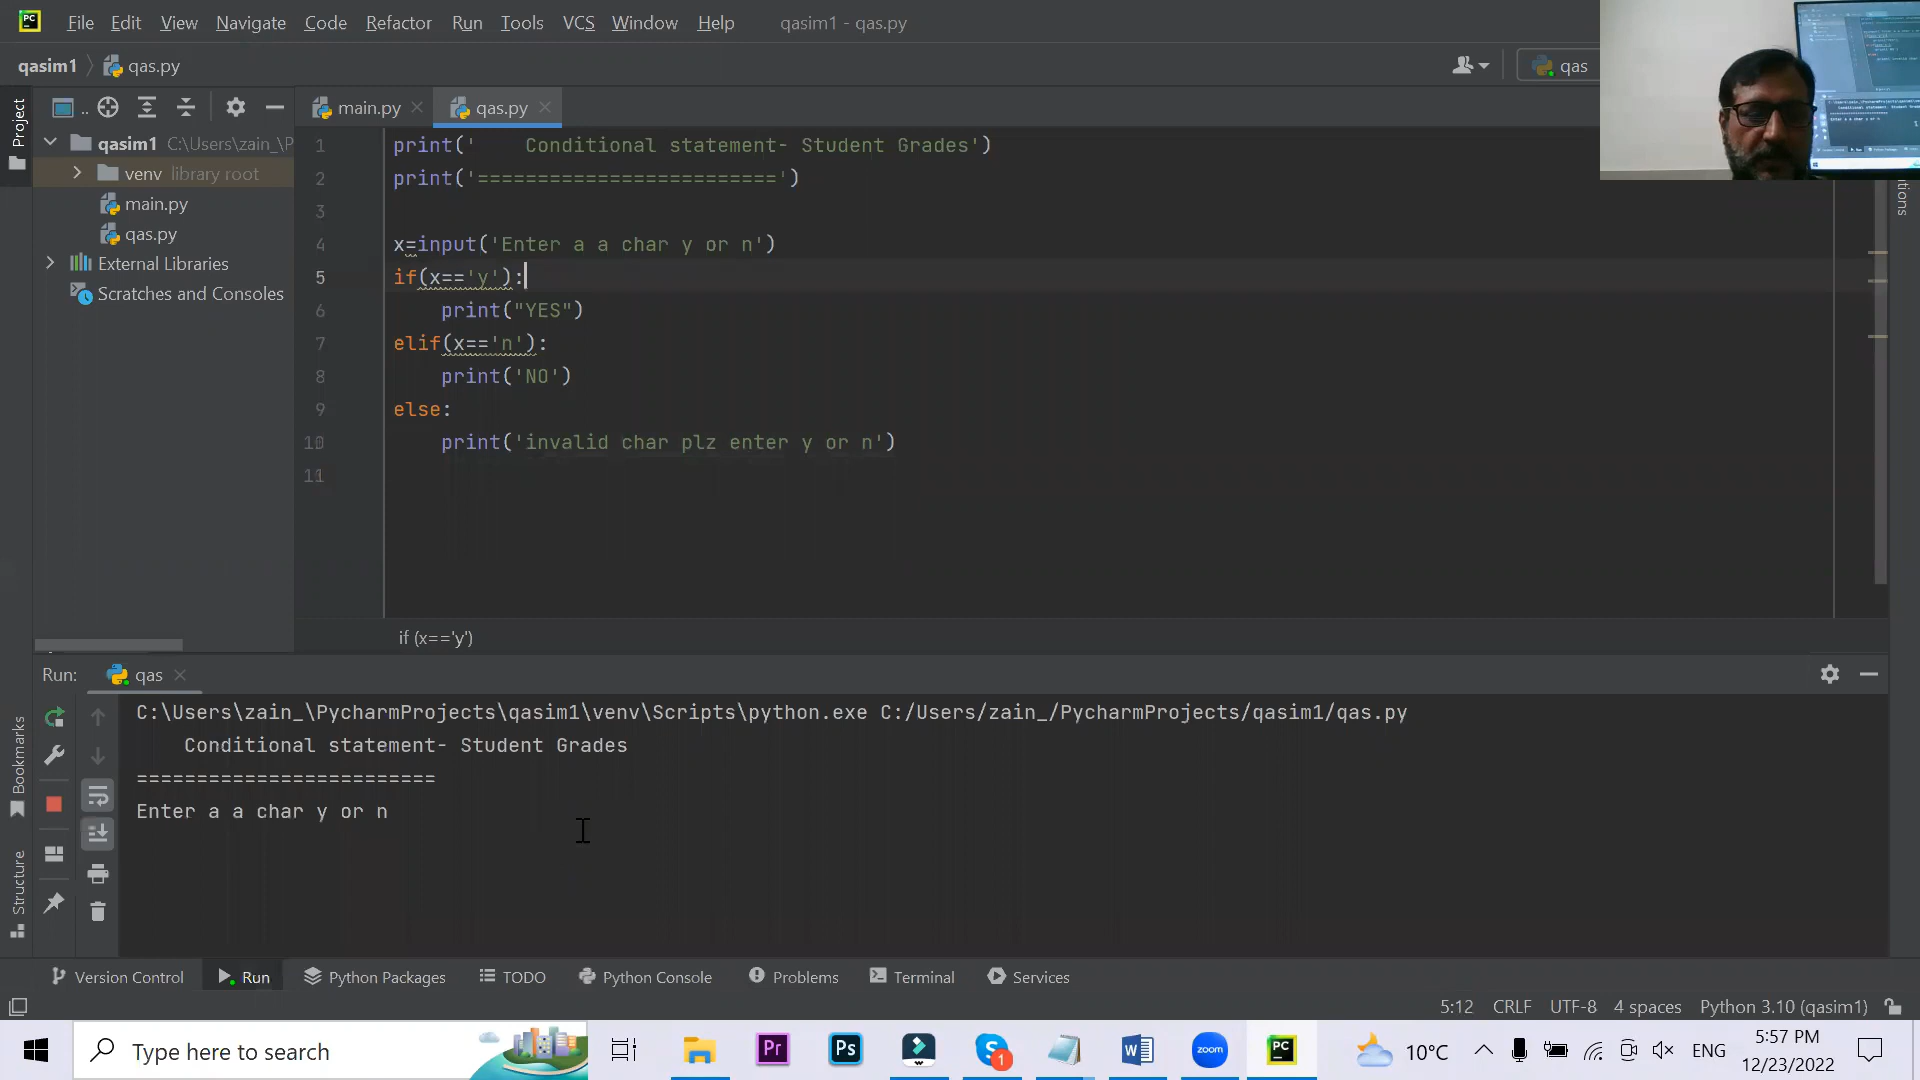 File Edit View Navigate Code Refactor Run Tools VCS Window Help qasim1 - qas.py
qasim1 qas.py qas
Project .. main.py qas.py
qasim1 C:\Users\zain_\P
venv library root
main.py
qas.py
External Libraries
Scratches and Consoles
1 print('    Conditional statement- Student Grades')
2 print('=========================')
3
4 x=input('Enter a a char y or n')
5 if(x=='y'):
6     print("YES")
7 elif(x=='n'):
8     print('NO')
9 else:
10     print('invalid char plz enter y or n')
11
if (x=='y')
Run: qas
C:\Users\zain_\PycharmProjects\qasim1\venv\Scripts\python.exe C:/Users/zain_/PycharmProjects/qasim1/qas.py
    Conditional statement- Student Grades
=========================
Enter a a char y or n
Bookmarks
Structure
Version Control Run Python Packages TODO Python Console Problems Terminal Services
5:12 CRLF UTF-8 4 spaces Python 3.10 (qasim1)
Type here to search Pr Ps S 1 W zoom PC 10°C ENG 5:57 PM
12/23/2022